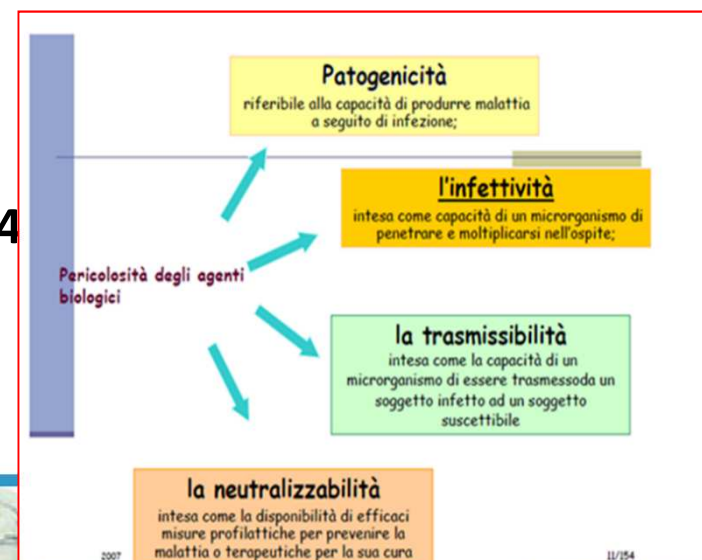 Patogenicità
riferibile alla capacità di produrre malattia
a seguito di infezione;
l'infettività
intesa come capacità di un microrganismo di
penetrare e moltiplicarsi nell'ospite;
4
Pericolosità degli agenti
biologici
la trasmissibilità
intesa come la capacità di un
microrganismo di essere trasmessoda un
soggetto infetto ad un soggetto
suscettibile
la neutralizzabilità
intesa come la disponibilità di efficaci
misure profilattiche per prevenire la
malattia o terapeutiche per la sua cura
2007
11/154